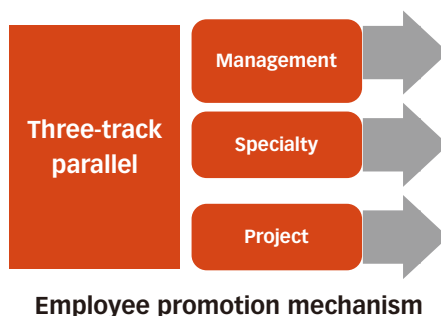 Three-track
parallel
Management
Specialty
Project
Employee promotion mechanism